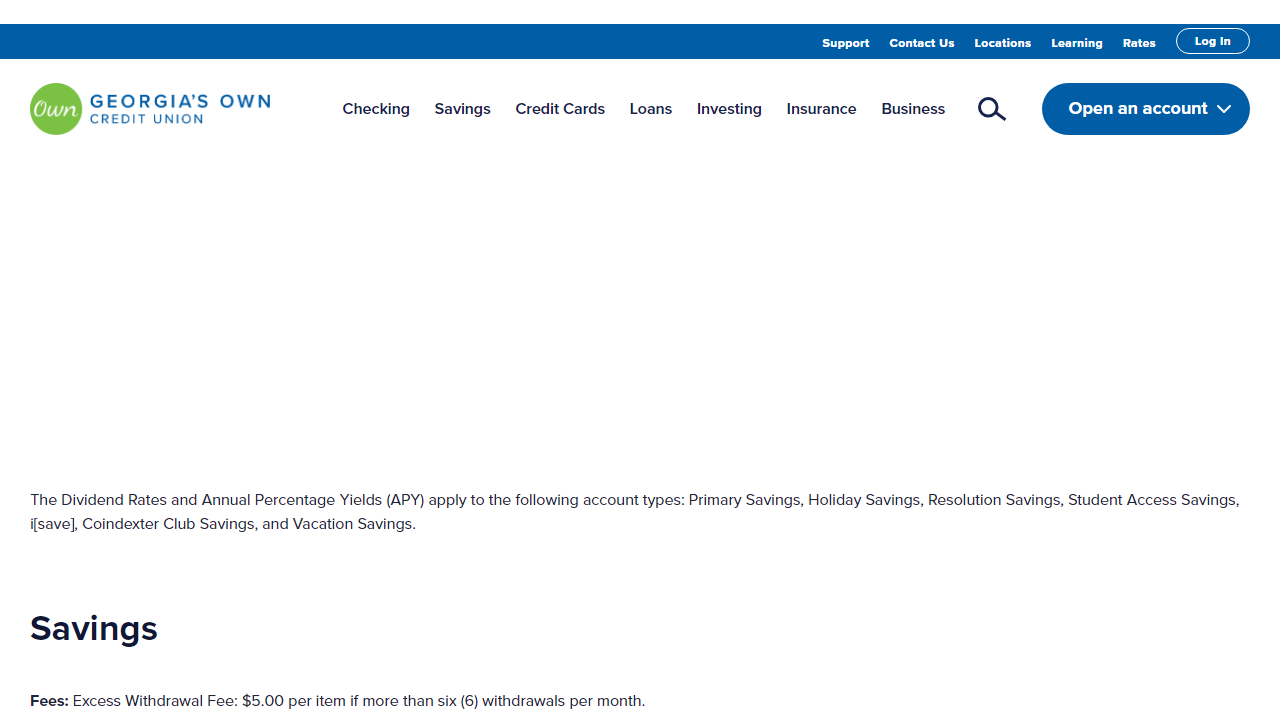 Support Contact Us Locations Learning Rates Log In
Own GEORGIA'S OWN
CREDIT UNION
Checking Savings Credit Cards Loans Investing Insurance Business Open an account
The Dividend Rates and Annual Percentage Yields (APY) apply to the following account types: Primary Savings, Holiday Savings, Resolution Savings, Student Access Savings,
i[save], Coindexter Club Savings, and Vacation Savings.
Savings
Fees: Excess Withdrawal Fee: $5.00 per item if more than six (6) withdrawals per month.